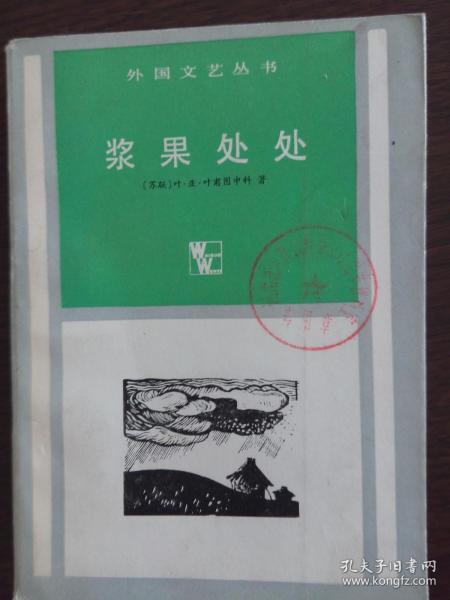 外国文艺丛书
浆果处处
〔苏联〕叶·亚·叶甫图申科 著
孔夫子旧书网
www.kongfz.com